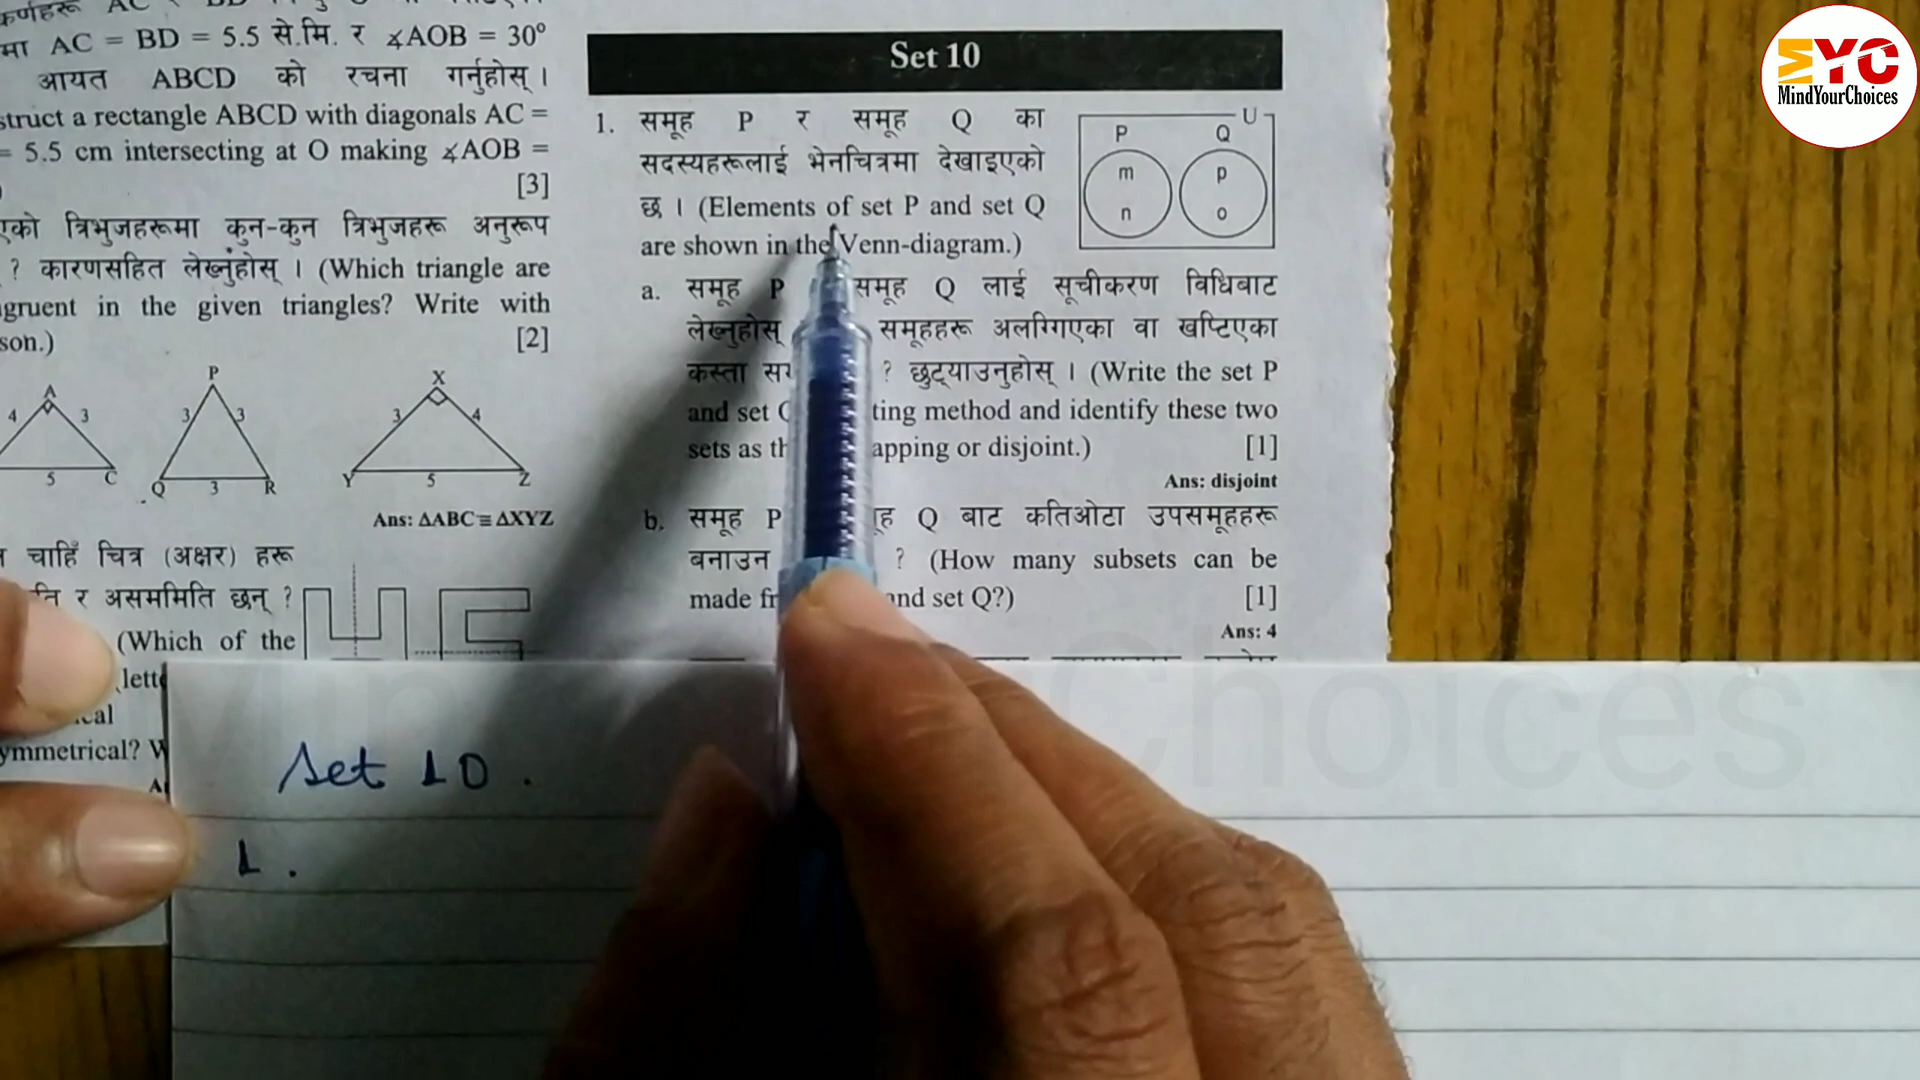 AC = BD = 5.5 से.मि. र ∡AOB = 30°
आयत ABCD को रचना गर्नुहोस् ।
struct a rectangle ABCD with diagonals AC =
= 5.5 cm intersecting at O making ∡AOB =
[3]
एको त्रिभुजहरूमा कुन-कुन त्रिभुजहरू अनुरूप
? कारणसहित लेख्नुहोस् । (Which triangle are
gruent in the given triangles? Write with
son.) [2]
A
4 3
5 C
P
3 3
Q 3 R
X
3 4
Y 5 Z
Ans: ΔABC≅ΔXYZ
चाहिँ चित्र (अक्षर) हरू
ति र असममिति छन् ?
(Which of the
lette
ical
ymmetrical? W
Set 10
1. समूह P र समूह Q का
सदस्यहरूलाई भेनचित्रमा देखाइएको
छ । (Elements of set P and set Q
are shown in the Venn-diagram.)
U
P Q
m p
n o
a. समूह P समूह Q लाई सूचीकरण विधिबाट
लेख्नुहोस् समूहहरू अलग्गिएका वा खप्टिएका
कस्ता ? छुट्याउनुहोस् । (Write the set P
and set ting method and identify these two
sets as th apping or disjoint.) [1]
Ans: disjoint
b. समूह P ूह Q बाट कतिओटा उपसमूहहरू
बनाउन ? (How many subsets can be
made fr and set Q?) [1]
Ans: 4
Set 10.
1.
MYC
MindYourChoices
Choices